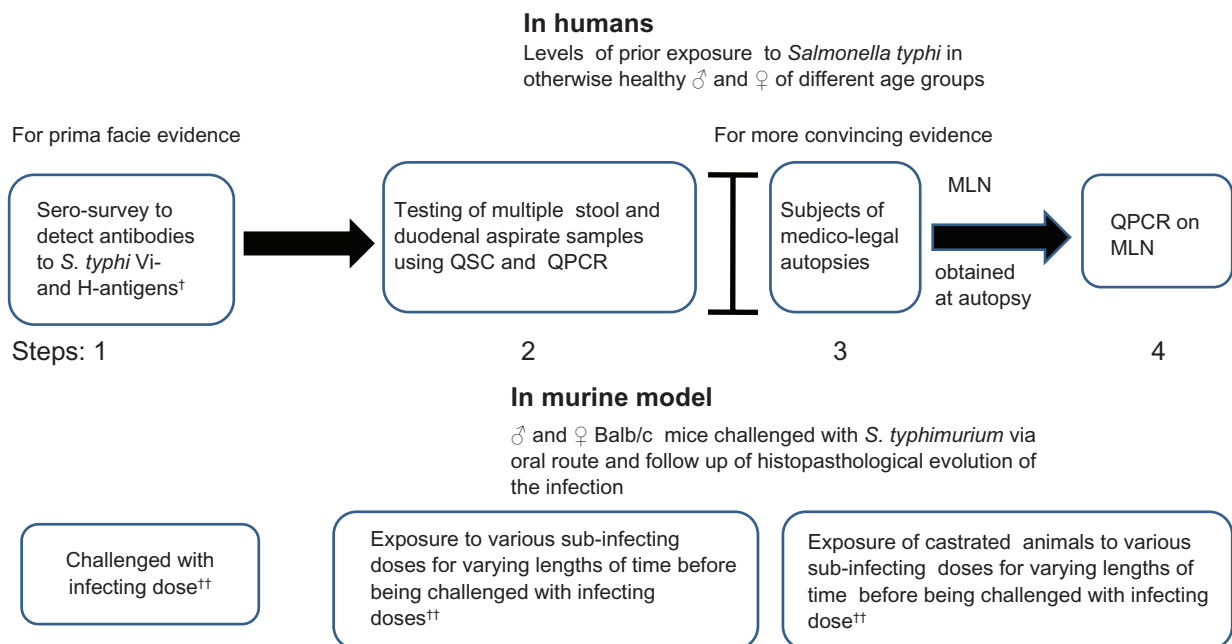 In humans
Levels of prior exposure to Salmonella typhi in
otherwise healthy ♂ and ♀ of different age groups
For prima facie evidence
For more convincing evidence
Sero-survey to
detect antibodies
to S. typhi Vi-
and H-antigens†
Testing of multiple stool and
duodenal aspirate samples
using QSC and QPCR
Subjects of
medico-legal
autopsies
MLN
obtained
at autopsy
QPCR on
MLN
Steps: 1
2
3
4
In murine model
♂ and ♀ Balb/c mice challenged with S. typhimurium via
oral route and follow up of histopasthological evolution of
the infection
Challenged with
infecting dose††
Exposure to various sub-infecting
doses for varying lengths of time before
being challenged with infecting
doses††
Exposure of castrated animals to various
sub-infecting doses for varying lengths of
time before being challenged with infecting
dose††